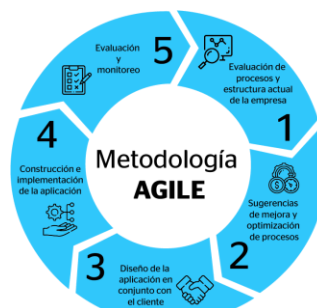 Metodología
AGILE
Evaluación de
procesos y
estructura actual
de la empresa
1
Sugerencias
de mejora y
optimización
de procesos
2
3
Diseño de la
aplicación en
conjunto con
el cliente
4
Construcción e
implementación
de la aplicación
5
Evaluación
y
monitoreo